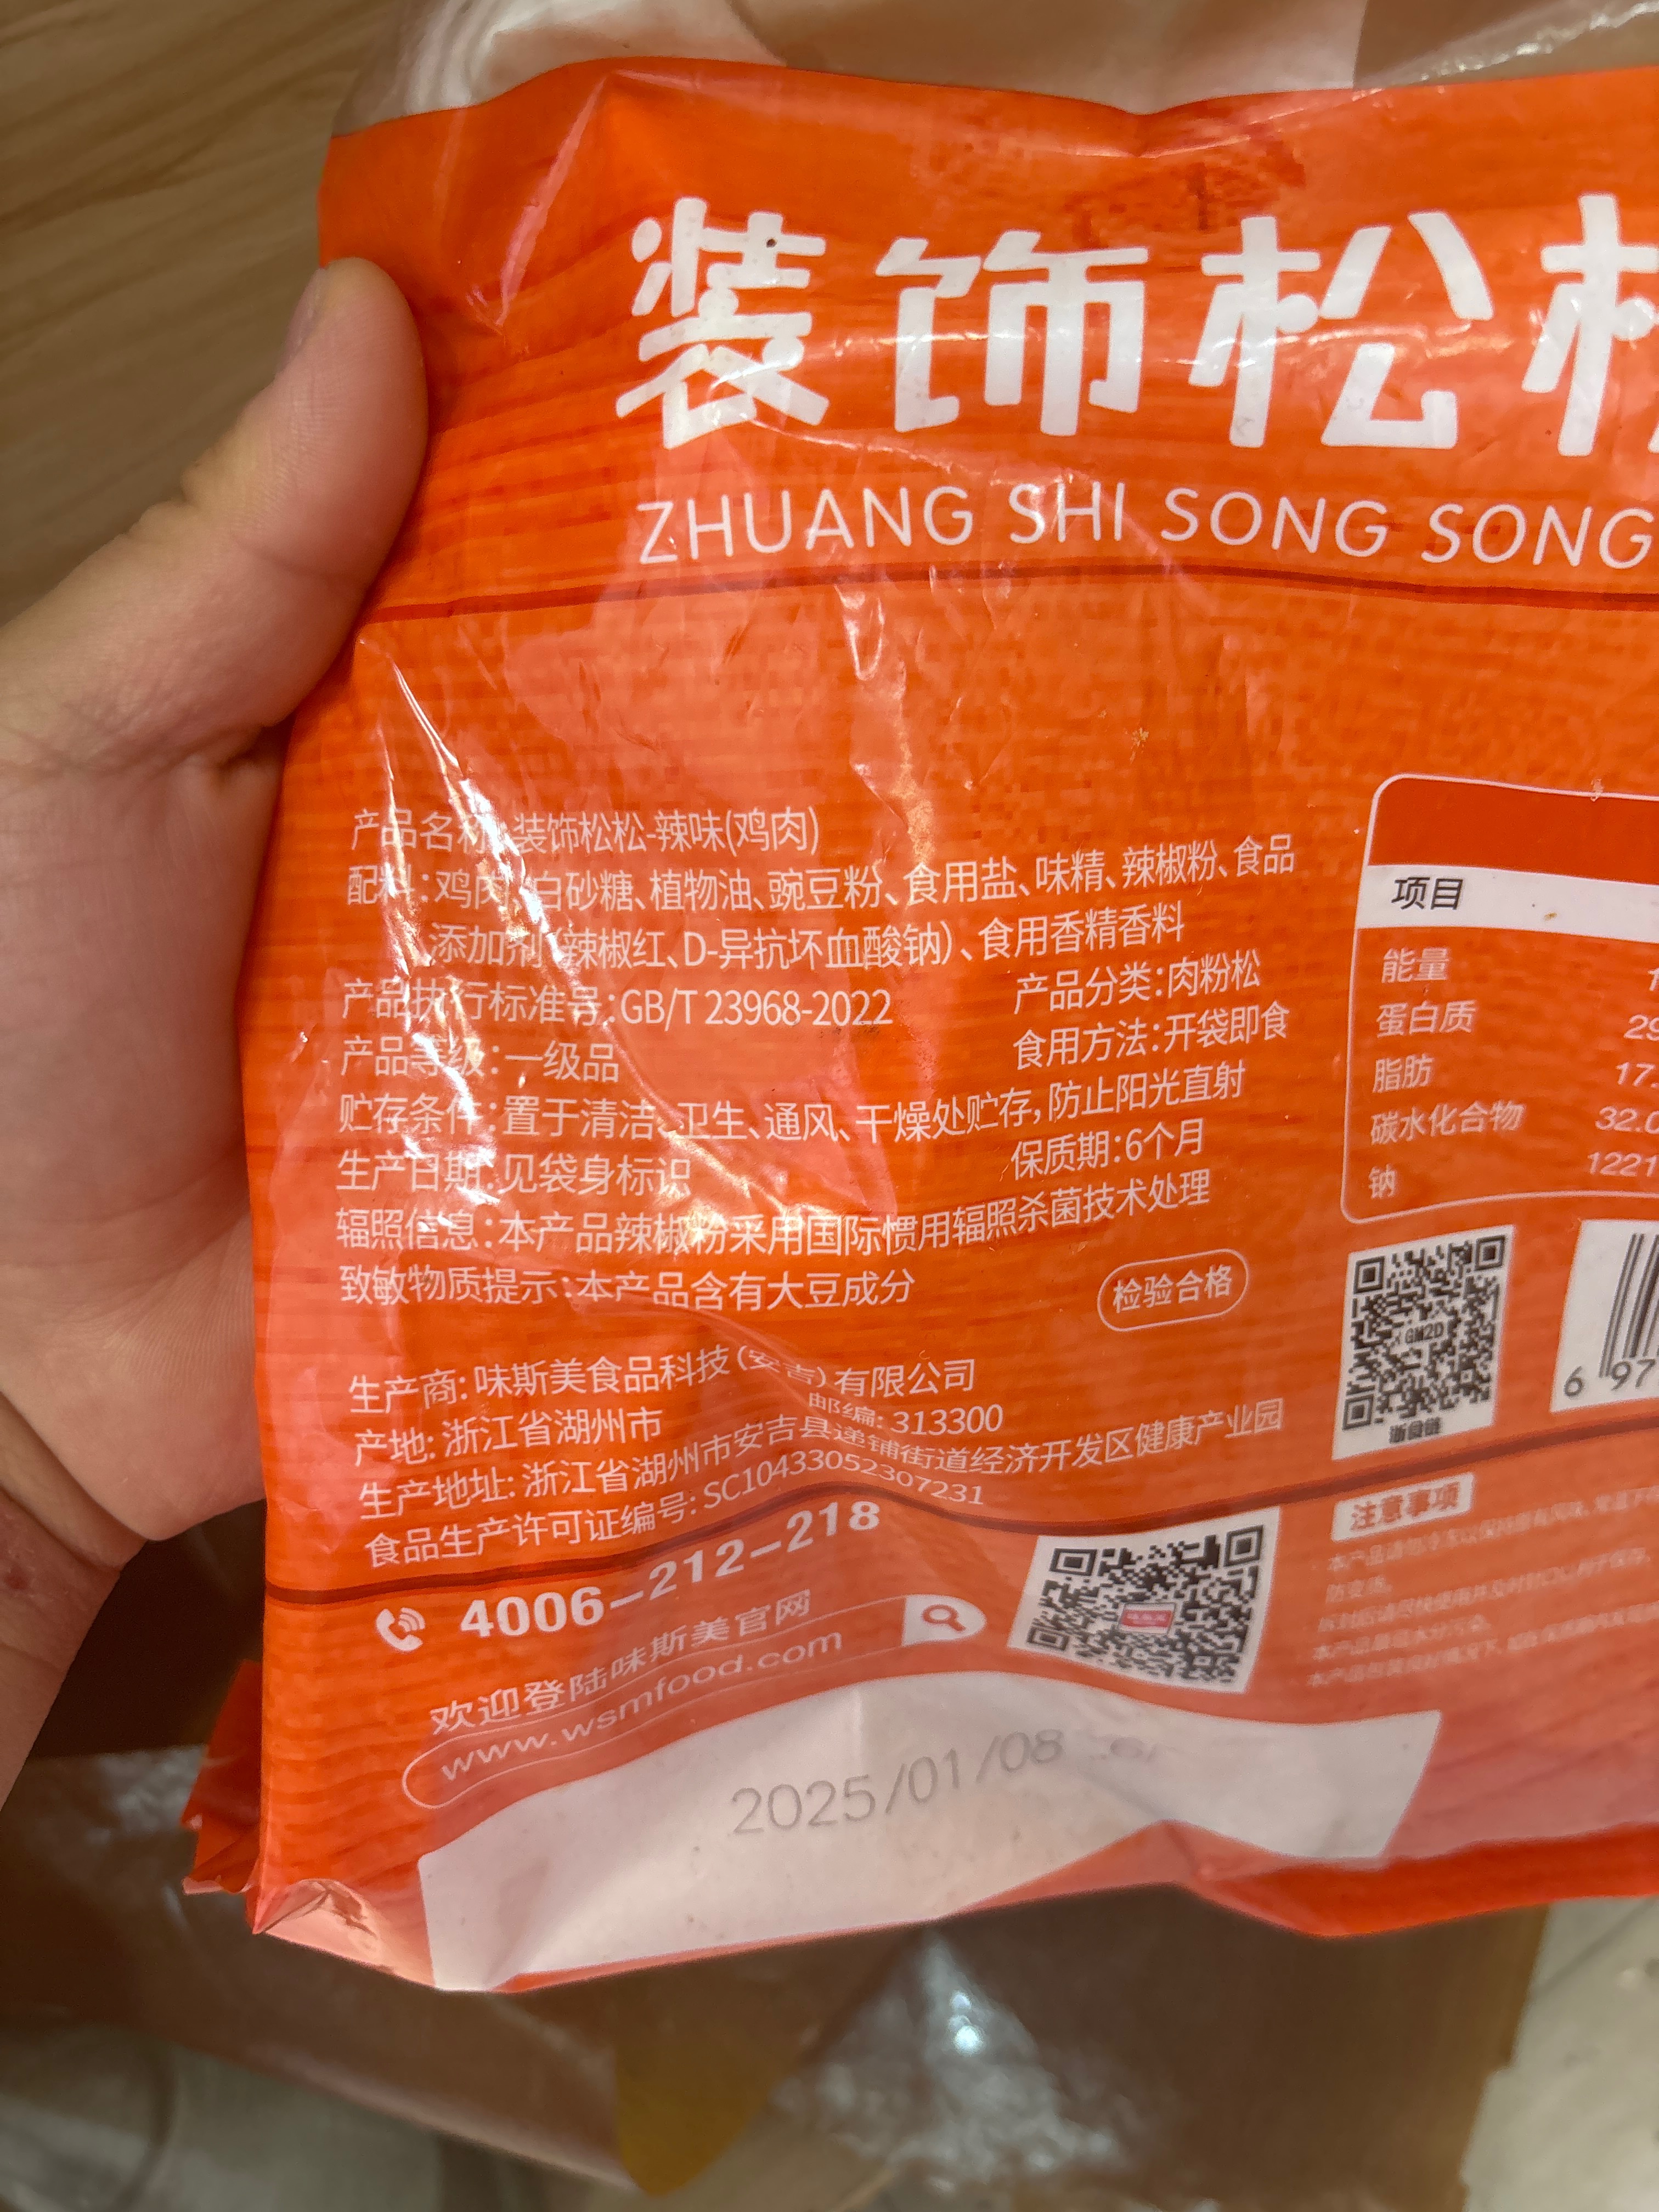 装饰松松
ZHUANG SHI SONG SONG
产品名称:装饰松松-辣味(鸡肉)
配料:鸡肉、白砂糖、植物油、豌豆粉、食用盐、味精、辣椒粉、食品
添加剂(辣椒红、D-异抗坏血酸钠)、食用香精香料
产品执行标准号:GB/T 23968-2022
产品分类:肉粉松
产品等级:一级品
食用方法:开袋即食
贮存条件:置于清洁、卫生、通风、干燥处贮存,防止阳光直射
生产日期:见袋身标识
保质期:6个月
辐照信息:本产品辣椒粉采用国际惯用辐照杀菌技术处理
致敏物质提示:本产品含有大豆成分
检验合格
生产商:味斯美食品科技(安吉)有限公司
产地:浙江省湖州市
邮编:313300
生产地址:浙江省湖州市安吉县递铺街道经济开发区健康产业园
食品生产许可证编号:SC10433052307231
4006-212-218
欢迎登陆味斯美官网
www.wsmfood.com
2025/01/08
项目
能量
蛋白质 29
脂肪 17.
碳水化合物 32.0
钠 1221
GM2D
浙食链
6 97
注意事项
防变质。